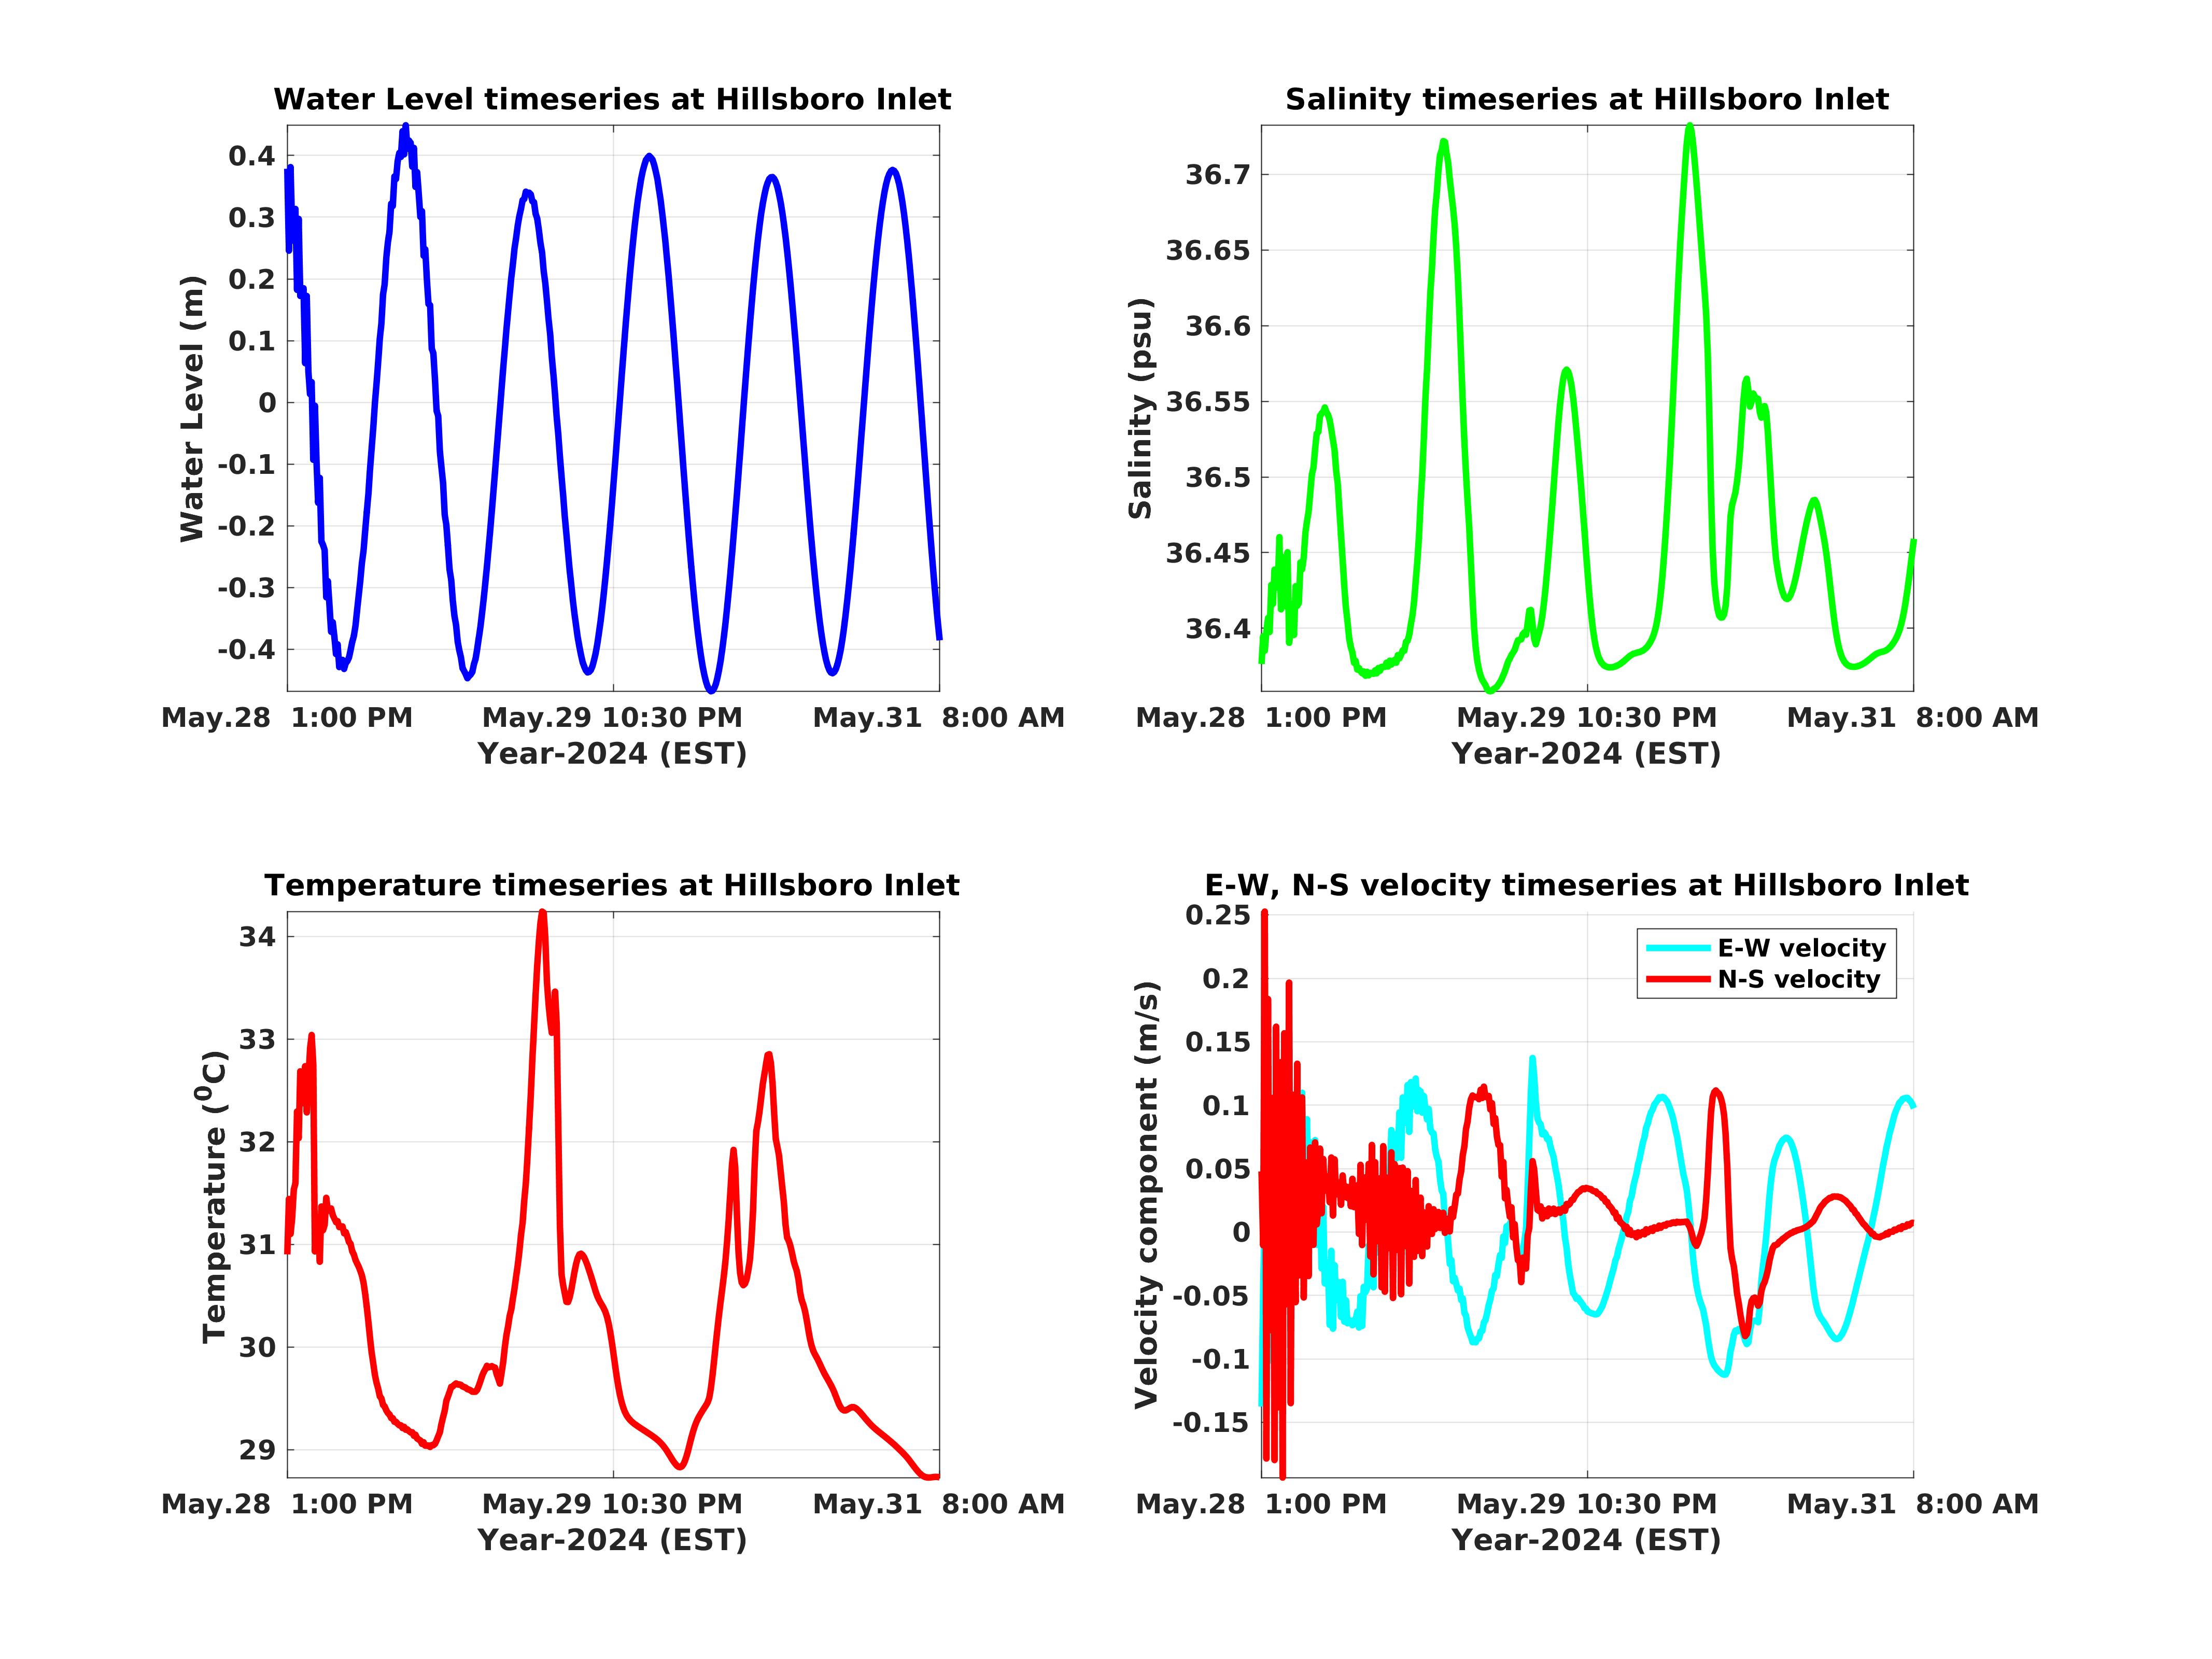 Water Level timeseries at Hillsboro Inlet
Water Level (m)
0.4
0.3
0.2
0.1
0
-0.1
-0.2
-0.3
-0.4
May.28 1:00 PM
May.29 10:30 PM
May.31 8:00 AM
Year-2024 (EST)
Salinity timeseries at Hillsboro Inlet
Salinity (psu)
36.7
36.65
36.6
36.55
36.5
36.45
36.4
May.28 1:00 PM
May.29 10:30 PM
May.31 8:00 AM
Year-2024 (EST)
Temperature timeseries at Hillsboro Inlet
Temperature (⁰C)
34
33
32
31
30
29
May.28 1:00 PM
May.29 10:30 PM
May.31 8:00 AM
Year-2024 (EST)
E-W, N-S velocity timeseries at Hillsboro Inlet
Velocity component (m/s)
0.25
0.2
0.15
0.1
0.05
0
-0.05
-0.1
-0.15
E-W velocity
N-S velocity
May.28 1:00 PM
May.29 10:30 PM
May.31 8:00 AM
Year-2024 (EST)